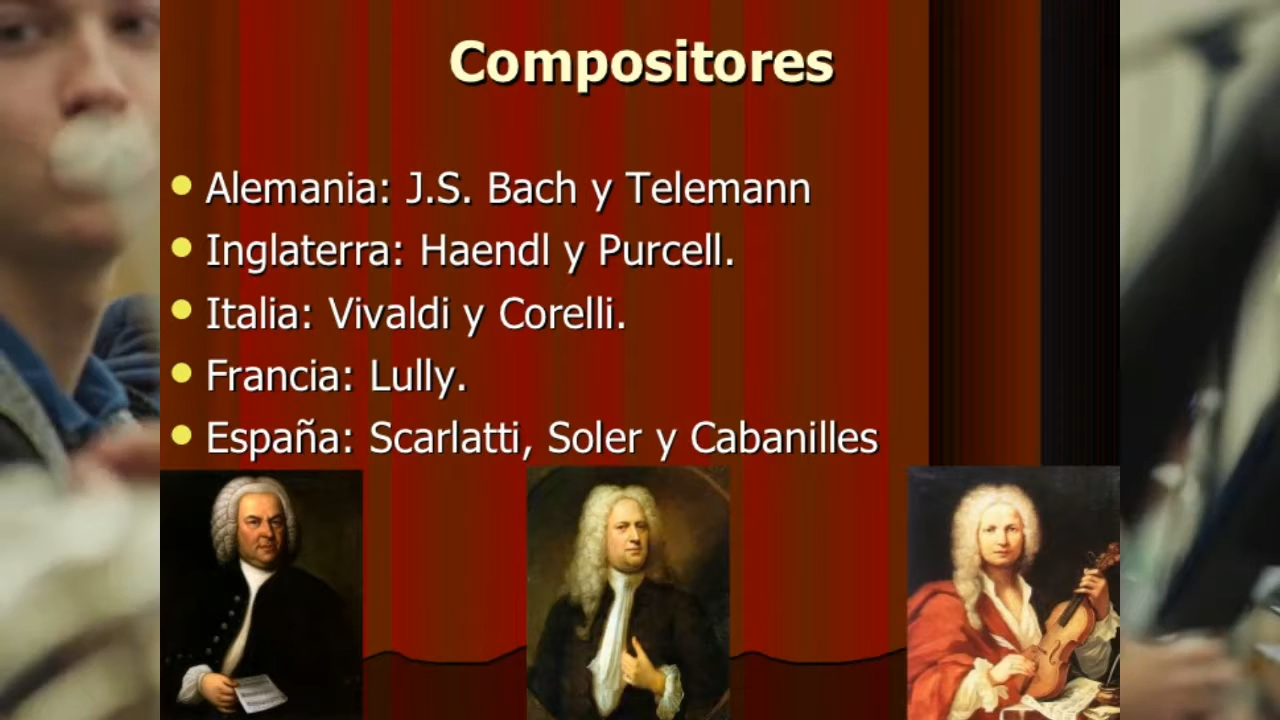 Compositores
Alemania: J.S. Bach y Telemann
Inglaterra: Haendl y Purcell.
Italia: Vivaldi y Corelli.
Francia: Lully.
España: Scarlatti, Soler y Cabanilles